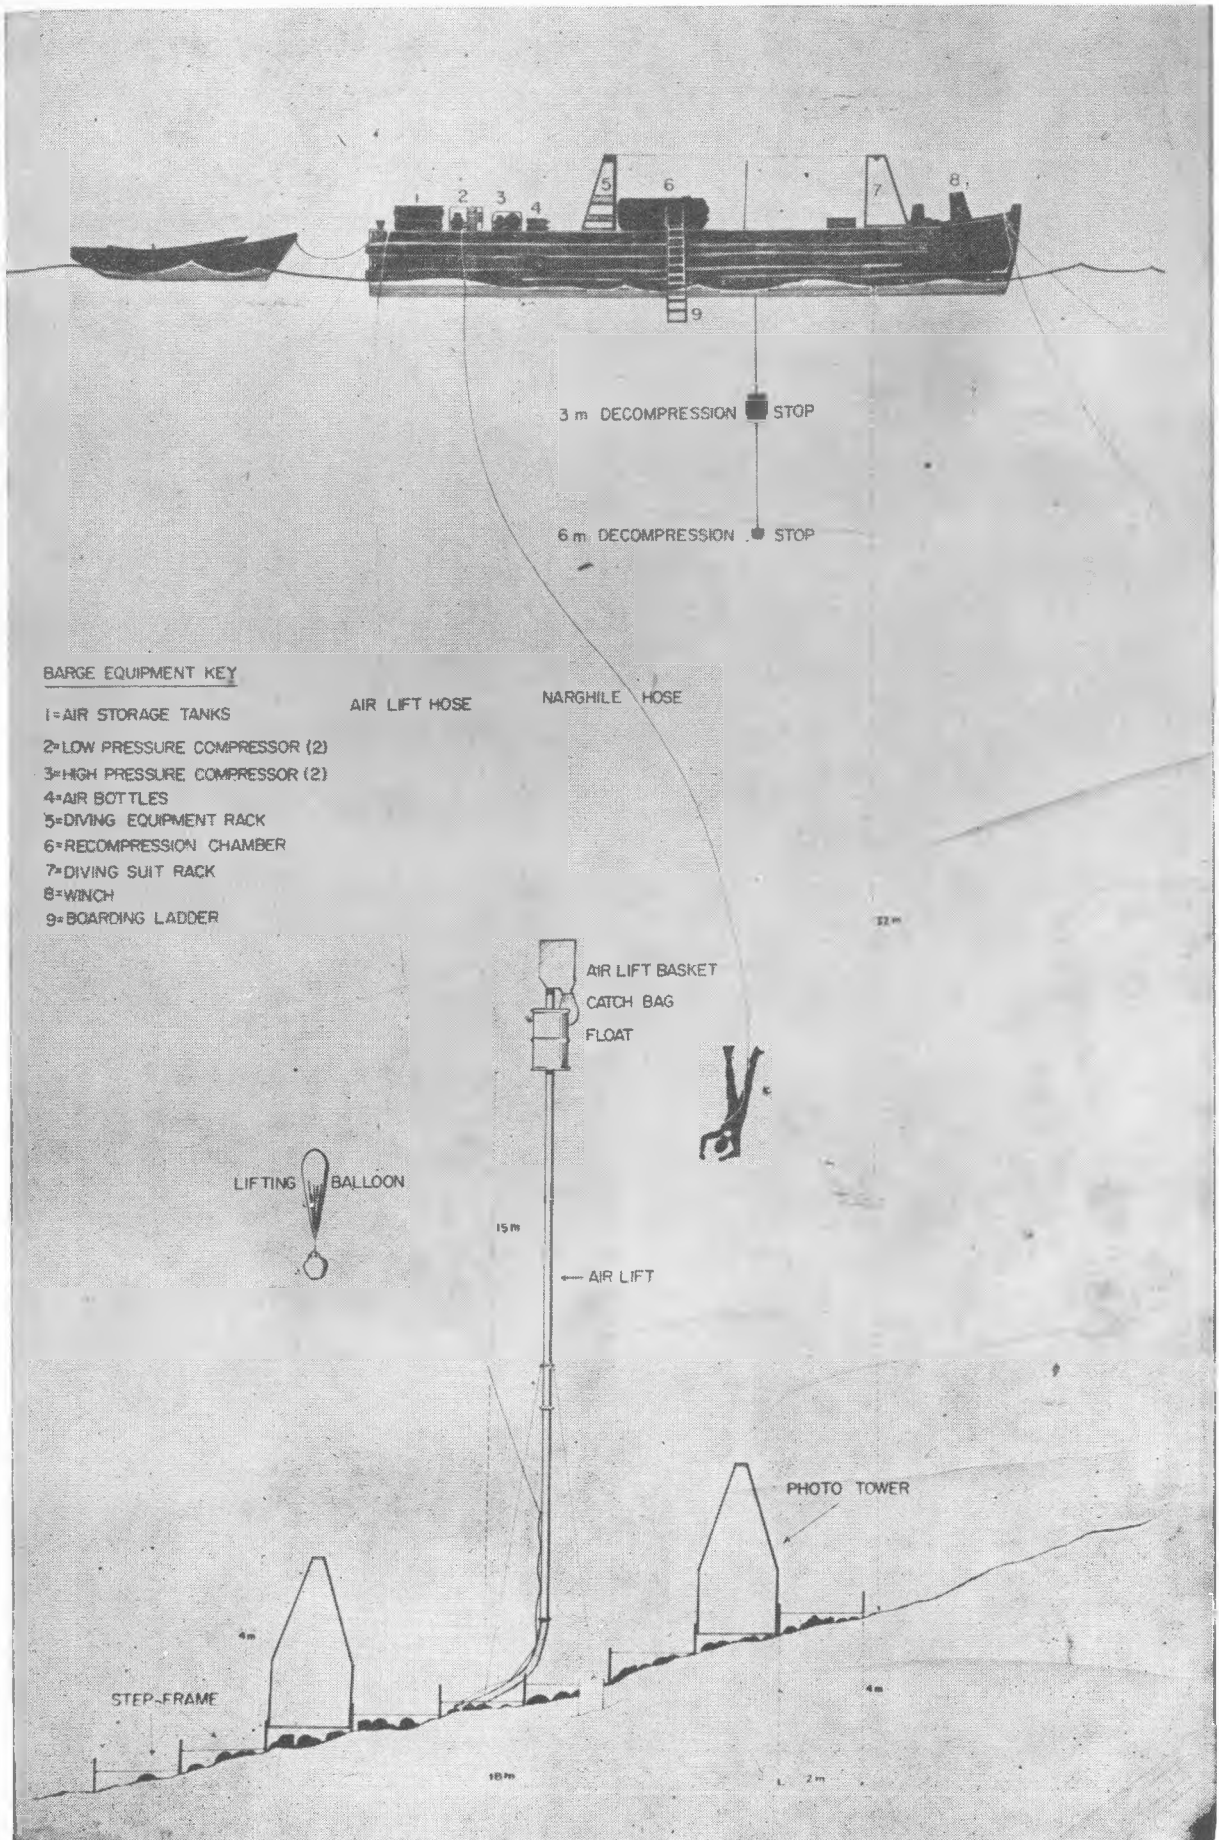 1
2
3
4
5
6
7
8
9
3 m DECOMPRESSION STOP
6 m DECOMPRESSION STOP
BARGE EQUIPMENT KEY
1=AIR STORAGE TANKS
2=LOW PRESSURE COMPRESSOR (2)
3=HIGH PRESSURE COMPRESSOR (2)
4=AIR BOTTLES
5=DIVING EQUIPMENT RACK
6=RECOMPRESSION CHAMBER
7=DIVING SUIT RACK
8=WINCH
9=BOARDING LADDER
AIR LIFT HOSE
NARGHILE HOSE
32m
AIR LIFT BASKET
CATCH BAG
FLOAT
LIFTING BALLOON
15m
AIR LIFT
PHOTO TOWER
4m
STEP-FRAME
4m
18m
2m